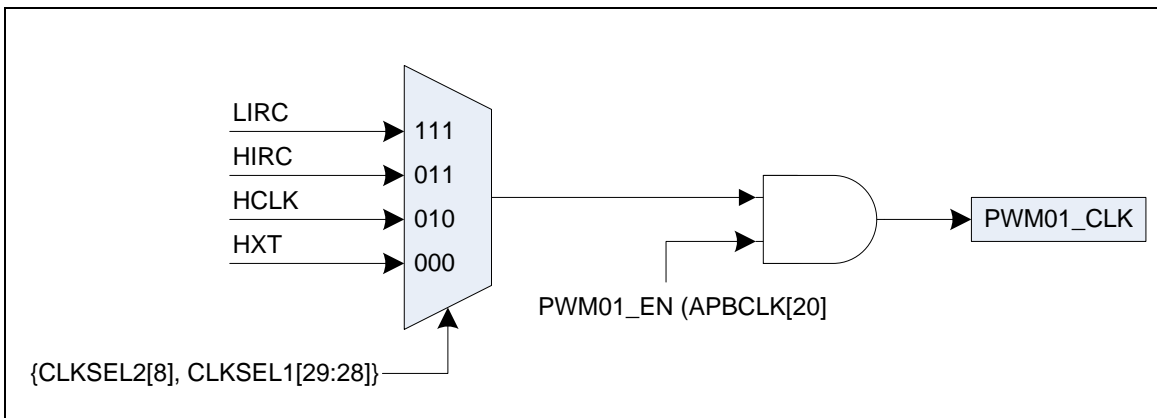 LIRC
111
HIRC
011
HCLK
010
HXT
000
PWM01_CLK
PWM01_EN (APBCLK[20]
{CLKSEL2[8], CLKSEL1[29:28]}